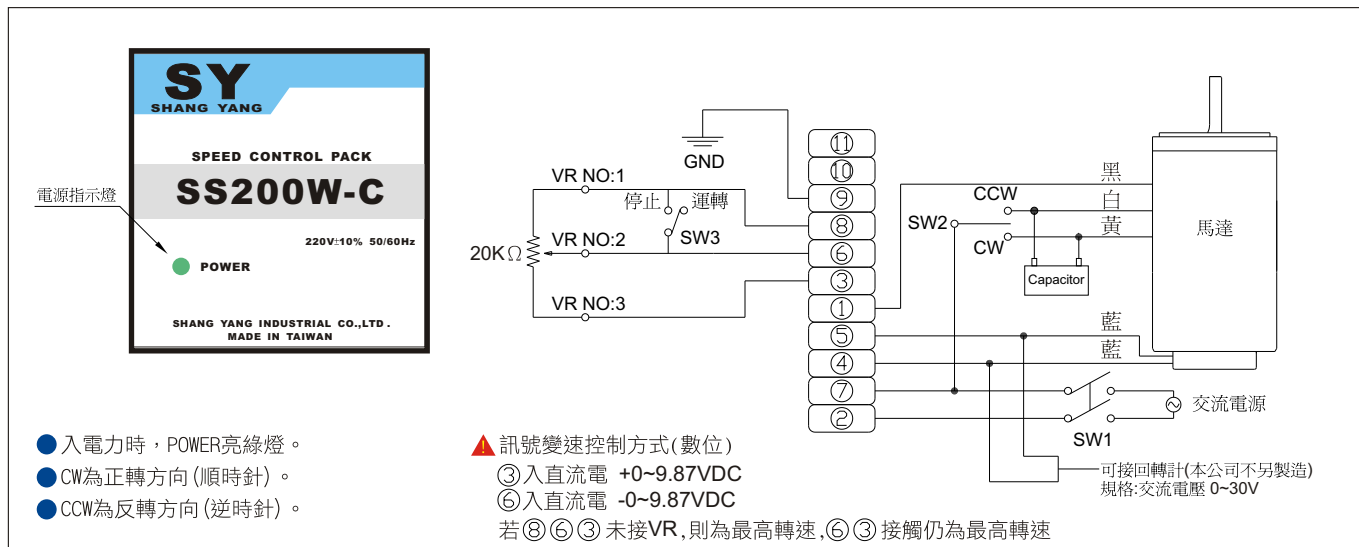 SY
SHANG YANG
SPEED CONTROL PACK
SS200W-C
220V±10% 50/60Hz
電源指示燈
POWER
SHANG YANG INDUSTRIAL CO.,LTD.
MADE IN TAIWAN
GND
VR NO:1
停止 運轉
SW3
20KΩ
VR NO:2
VR NO:3
⑪
⑩
⑨
⑧
⑥
③
①
⑤
④
⑦
②
黑
CCW
白
SW2
黃
CW
Capacitor
馬達
藍
藍
交流電源
SW1
可接回轉計(本公司不另製造)
規格:交流電壓 0~30V
入電力時，POWER亮綠燈。
CW為正轉方向(順時針)。
CCW為反轉方向(逆時針)。
訊號變速控制方式(數位)
③入直流電 +0~9.87VDC
⑥入直流電 -0~9.87VDC
若⑧⑥③未接VR,則為最高轉速,⑥③接觸仍為最高轉速